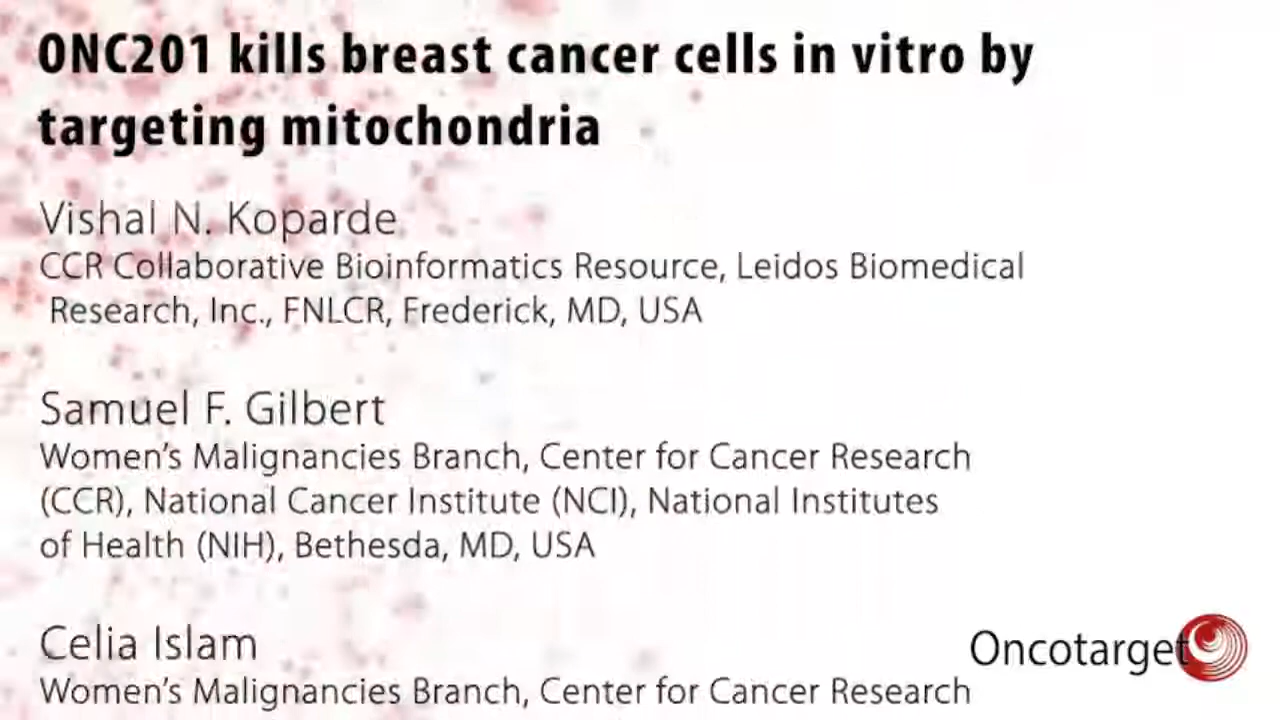 ONC201 kills breast cancer cells in vitro by
targeting mitochondria
Vishal N. Koparde
CCR Collaborative Bioinformatics Resource, Leidos Biomedical
Research, Inc., FNLCR, Frederick, MD, USA
Samuel F. Gilbert
Women's Malignancies Branch, Center for Cancer Research
(CCR), National Cancer Institute (NCI), National Institutes
of Health (NIH), Bethesda, MD, USA
Celia Islam
Women's Malignancies Branch, Center for Cancer Research
Oncotarget